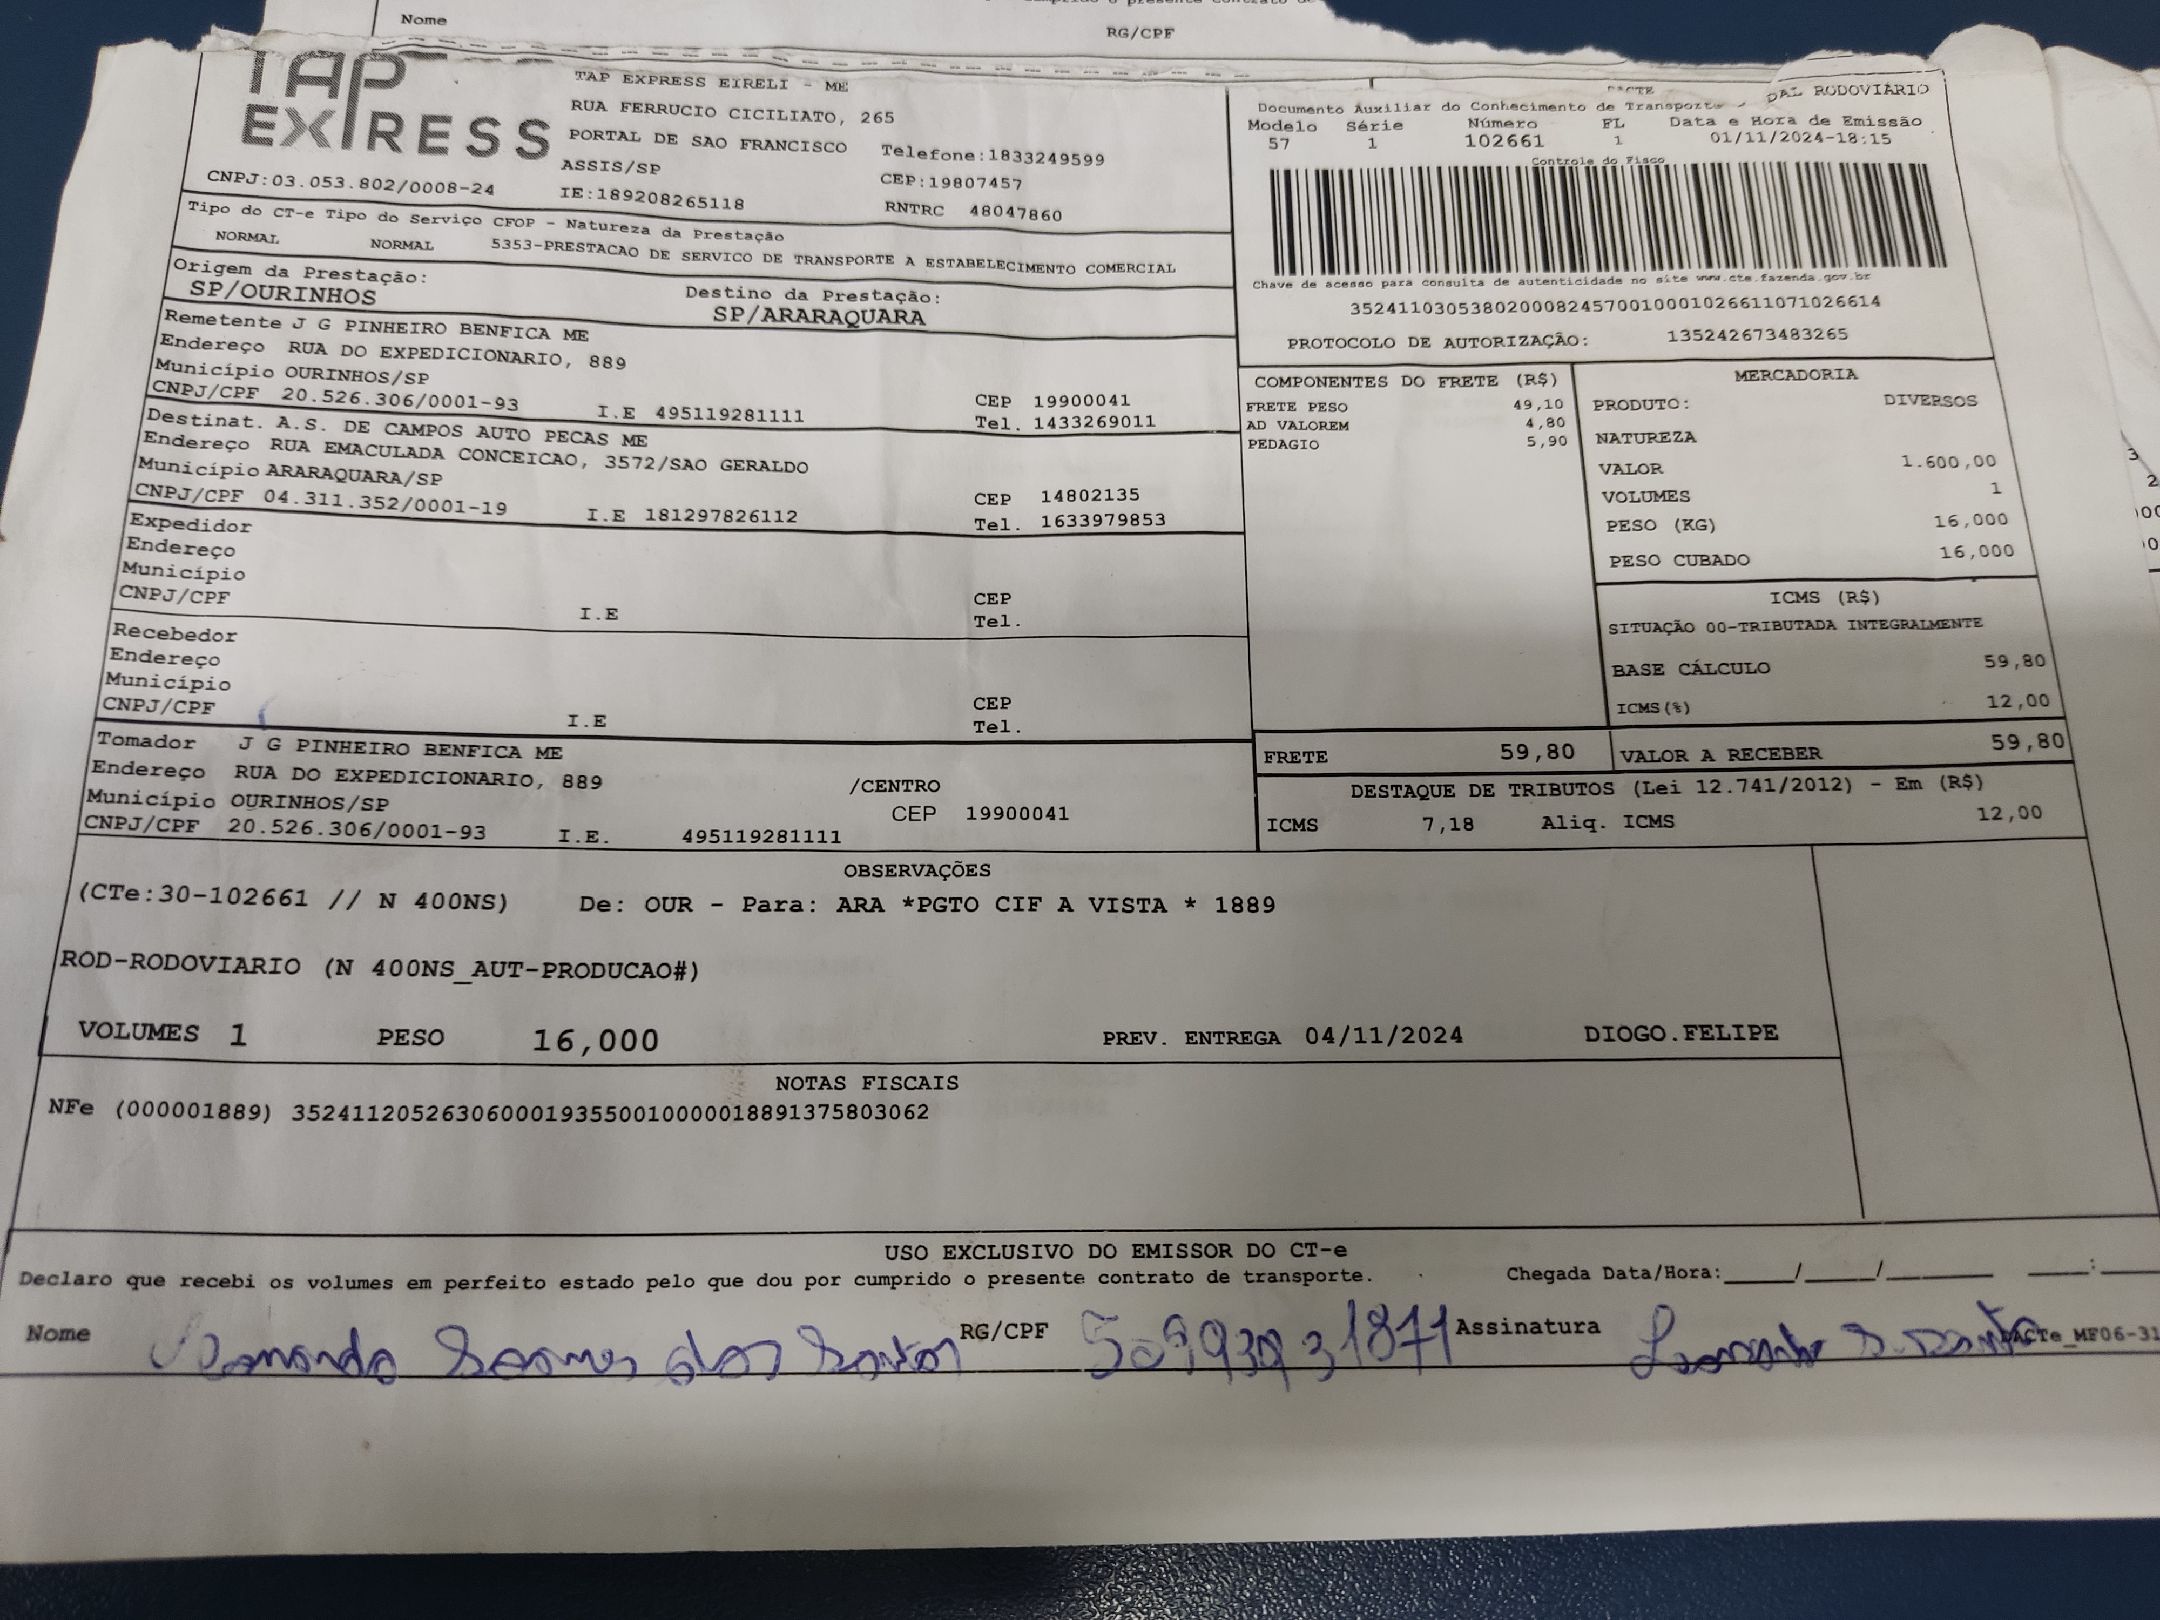 Nome
RG/CPF
TAP
EXPRESS
TAP EXPRESS EIRELI - ME
RUA FERRUCIO CICILIATO, 265
PORTAL DE SAO FRANCISCO Telefone:1833249599
ASSIS/SP CEP:19807457
CNPJ:03.053.802/0008-24 IE:189208265118 RNTRC 48047860
DACTE
DAL RODOVIÁRIO
Documento Auxiliar do Conhecimento de Transporte
Modelo Série Número FL Data e Hora de Emissão
57 1 102661 1 01/11/2024-18:15
Controle do Fisco
Chave de acesso para consulta de autenticidade no site www.cte.fazenda.gov.br
35241103053802000824570010001026611071026614
PROTOCOLO DE AUTORIZAÇÃO: 135242673483265
Tipo do CT-e Tipo do Serviço CFOP - Natureza da Prestação
NORMAL NORMAL 5353-PRESTACAO DE SERVICO DE TRANSPORTE A ESTABELECIMENTO COMERCIAL
Origem da Prestação: Destino da Prestação:
SP/OURINHOS SP/ARARAQUARA
Remetente J G PINHEIRO BENFICA ME
Endereço RUA DO EXPEDICIONARIO, 889
Município OURINHOS/SP CEP 19900041
CNPJ/CPF 20.526.306/0001-93 I.E 495119281111 Tel. 1433269011
Destinat. A.S. DE CAMPOS AUTO PECAS ME
Endereço RUA EMACULADA CONCEICAO, 3572/SAO GERALDO
Município ARARAQUARA/SP CEP 14802135
CNPJ/CPF 04.311.352/0001-19 I.E 181297826112 Tel. 1633979853
Expedidor
Endereço
Município CEP
CNPJ/CPF I.E Tel.
Recebedor
Endereço
Município CEP
CNPJ/CPF I.E Tel.
Tomador J G PINHEIRO BENFICA ME
Endereço RUA DO EXPEDICIONARIO, 889 /CENTRO
Município OURINHOS/SP CEP 19900041
CNPJ/CPF 20.526.306/0001-93 I.E. 495119281111
COMPONENTES DO FRETE (R$)
FRETE PESO 49,10
AD VALOREM 4,80
PEDAGIO 5,90
MERCADORIA
PRODUTO: DIVERSOS
NATUREZA
VALOR 1.600,00
VOLUMES 1
PESO (KG) 16,000
PESO CUBADO 16,000
ICMS (R$)
SITUAÇÃO 00-TRIBUTADA INTEGRALMENTE
BASE CÁLCULO 59,80
ICMS(%) 12,00
FRETE 59,80 VALOR A RECEBER 59,80
DESTAQUE DE TRIBUTOS (Lei 12.741/2012) - Em (R$)
ICMS 7,18 Aliq. ICMS 12,00
OBSERVAÇÕES
(CTe:30-102661 // N 400NS) De: OUR - Para: ARA *PGTO CIF A VISTA * 1889
ROD-RODOVIARIO (N 400NS_AUT-PRODUCAO#)
VOLUMES 1 PESO 16,000 PREV. ENTREGA 04/11/2024 DIOGO.FELIPE
NOTAS FISCAIS
NFe (000001889) 35241120526306000193550010000018891375803062
USO EXCLUSIVO DO EMISSOR DO CT-e
Declaro que recebi os volumes em perfeito estado pelo que dou por cumprido o presente contrato de transporte. Chegada Data/Hora:____/____/______ ____:____
Nome dos Santos RG/CPF Assinatura DACTe_MF06-31